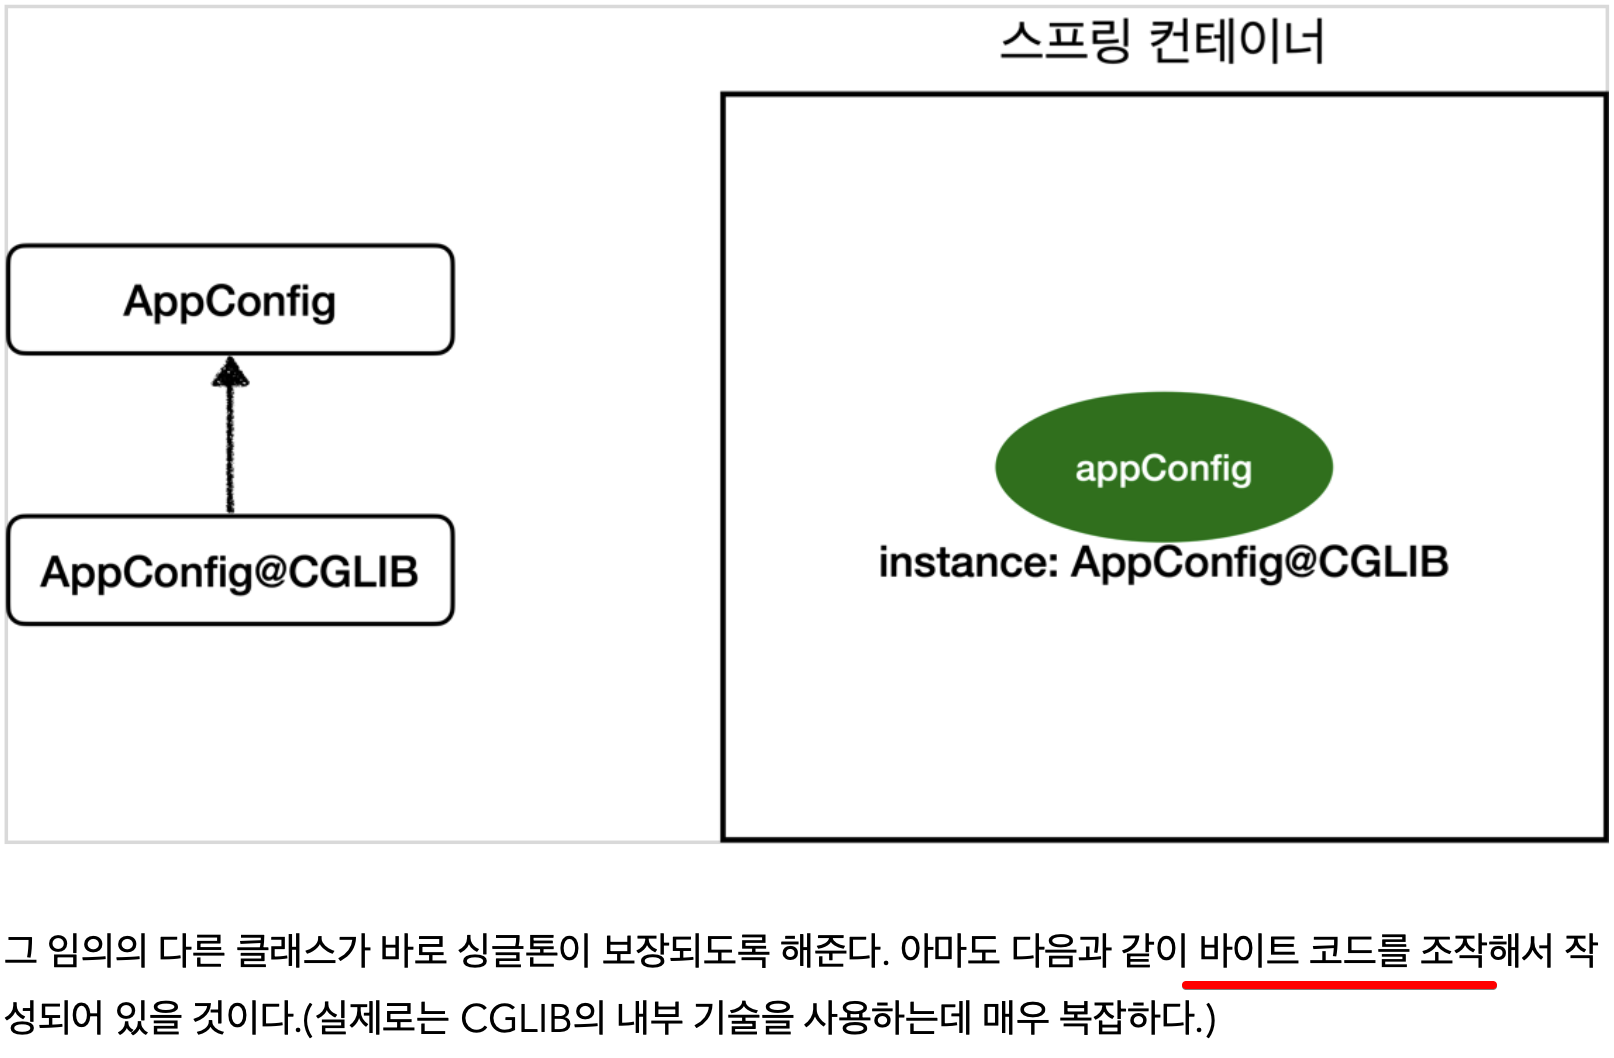 스프링 컨테이너
AppConfig
appConfig
instance: AppConfig@CGLIB
AppConfig@CGLIB
그 임의의 다른 클래스가 바로 싱글톤이 보장되도록 해준다. 아마도 다음과 같이 바이트 코드를 조작해서 작
성되어 있을 것이다.(실제로는 CGLIB의 내부 기술을 사용하는데 매우 복잡하다.)